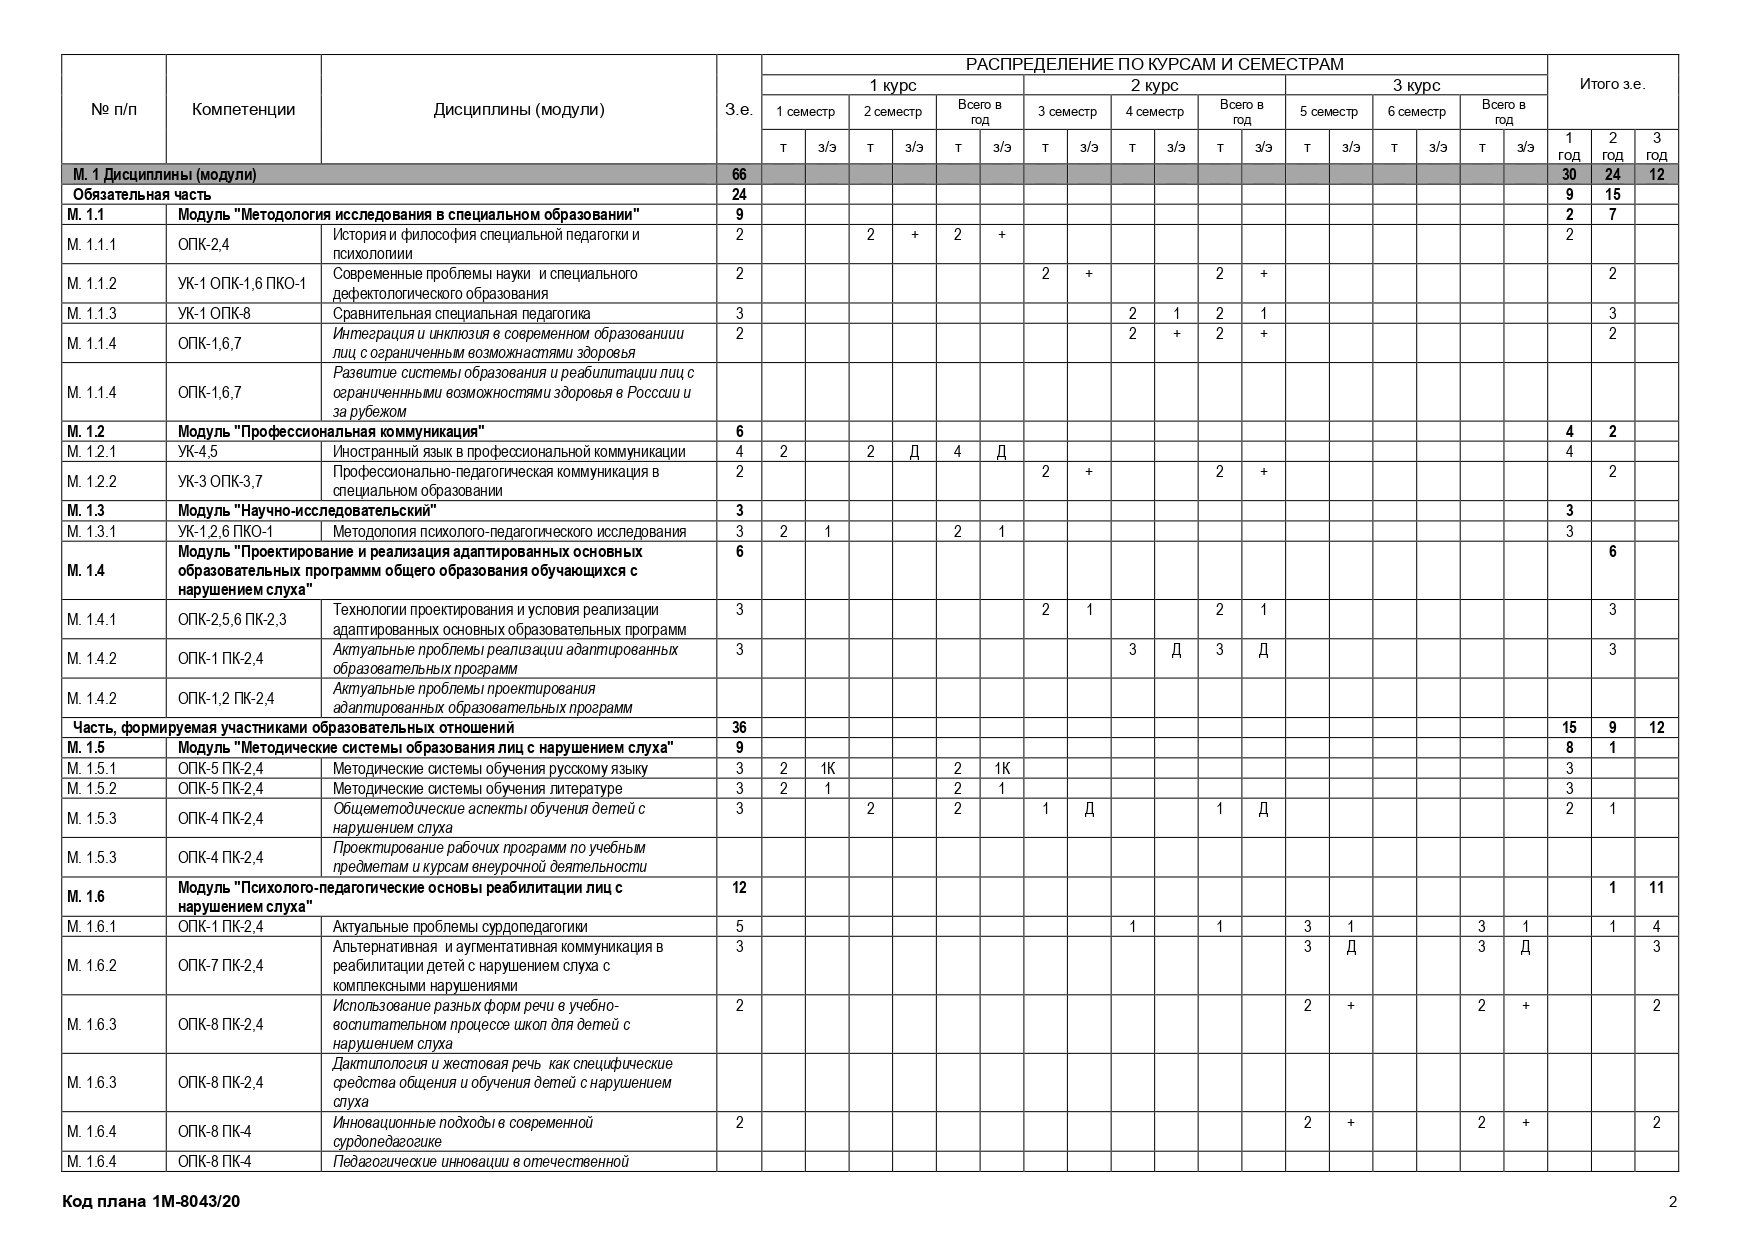 РАСПРЕДЕЛЕНИЕ ПО КУРСАМ И СЕМЕСТРАМ
№ п/п Компетенции Дисциплины (модули) З.е. 1 курс 2 курс 3 курс Итого з.е.
1 семестр 2 семестр Всего в год 3 семестр 4 семестр Всего в год 5 семестр 6 семестр Всего в год
т з/э т з/э т з/э т з/э т з/э т з/э т з/э т з/э т з/э 1 год 2 год 3 год
М. 1 Дисциплины (модули) 66 30 24 12
Обязательная часть 24 9 15
М. 1.1 Модуль "Методология исследования в специальном образовании" 9 2 7
М. 1.1.1 ОПК-2,4 История и философия специальной педагогки и 2 2 + 2 + 2
психологиии
М. 1.1.2 УК-1 ОПК-1,6 ПКО-1 Современные проблемы науки и специального 2 2 + 2 + 2
дефектологического образования
М. 1.1.3 УК-1 ОПК-8 Сравнительная специальная педагогика 3 2 1 2 1 3
М. 1.1.4 ОПК-1,6,7 Интеграция и инклюзия в современном образованиии 2 2 + 2 + 2
лиц с ограниченным возможнастями здоровья
М. 1.1.4 ОПК-1,6,7 Развитие системы образования и реабилитации лиц с
ограниченнными возможностями здоровья в Росссии и
за рубежом
М. 1.2 Модуль "Профессиональная коммуникация" 6 4 2
М. 1.2.1 УК-4,5 Иностранный язык в профессиональной коммуникации 4 2 2 Д 4 Д 4
М. 1.2.2 УК-3 ОПК-3,7 Профессионально-педагогическая коммуникация в 2 2 + 2 + 2
специальном образовании
М. 1.3 Модуль "Научно-исследовательский" 3 3
М. 1.3.1 УК-1,2,6 ПКО-1 Методология психолого-педагогического исследования 3 2 1 2 1 3
М. 1.4 Модуль "Проектирование и реализация адаптированных основных 6 6
образовательных программм общего образования обучающихся с
нарушением слуха"
М. 1.4.1 ОПК-2,5,6 ПК-2,3 Технологии проектирования и условия реализации 3 2 1 2 1 3
адаптированных основных образовательных программ
М. 1.4.2 ОПК-1 ПК-2,4 Актуальные проблемы реализации адаптированных 3 3 Д 3 Д 3
образовательных программ
М. 1.4.2 ОПК-1,2 ПК-2,4 Актуальные проблемы проектирования
адаптированных образовательных программ
Часть, формируемая участниками образовательных отношений 36 15 9 12
М. 1.5 Модуль "Методические системы образования лиц с нарушением слуха" 9 8 1
М. 1.5.1 ОПК-5 ПК-2,4 Методические системы обучения русскому языку 3 2 1К 2 1К 3
М. 1.5.2 ОПК-5 ПК-2,4 Методические системы обучения литературе 3 2 1 2 1 3
М. 1.5.3 ОПК-4 ПК-2,4 Общеметодические аспекты обучения детей с 3 2 2 1 Д 1 Д 2 1
нарушением слуха
М. 1.5.3 ОПК-4 ПК-2,4 Проектирование рабочих программ по учебным
предметам и курсам внеурочной деятельности
М. 1.6 Модуль "Психолого-педагогические основы реабилитации лиц с 12 1 11
нарушением слуха"
М. 1.6.1 ОПК-1 ПК-2,4 Актуальные проблемы сурдопедагогики 5 1 1 3 1 3 1 1 4
М. 1.6.2 ОПК-7 ПК-2,4 Альтернативная и аугментативная коммуникация в 3 3 Д 3 Д 3
реабилитации детей с нарушением слуха с
комплексными нарушениями
М. 1.6.3 ОПК-8 ПК-2,4 Использование разных форм речи в учебно- 2 2 + 2 + 2
воспитательном процессе школ для детей с
нарушением слуха
М. 1.6.3 ОПК-8 ПК-2,4 Дактилология и жестовая речь как специфические
средства общения и обучения детей с нарушением
слуха
М. 1.6.4 ОПК-8 ПК-4 Инновационные подходы в современной 2 2 + 2 + 2
сурдопедагогике
М. 1.6.4 ОПК-8 ПК-4 Педагогические инновации в отечественной
Код плана 1М-8043/20 2